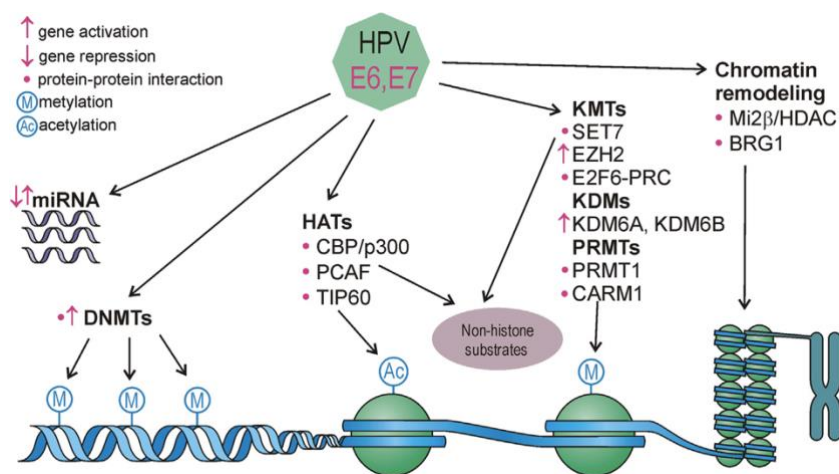 ↑ gene activation
↓ gene repression
• protein-protein interaction
M metylation
Ac acetylation
HPV
E6,E7
Chromatin
remodeling
• Mi2β/HDAC
• BRG1
KMTs
• SET7
↑ EZH2
• E2F6-PRC
KDMs
↑ KDM6A, KDM6B
PRMTs
• PRMT1
• CARM1
↓↑ miRNA
HATs
• CBP/p300
• PCAF
• TIP60
•↑ DNMTs
Non-histone
substrates
M
M
M
Ac
M